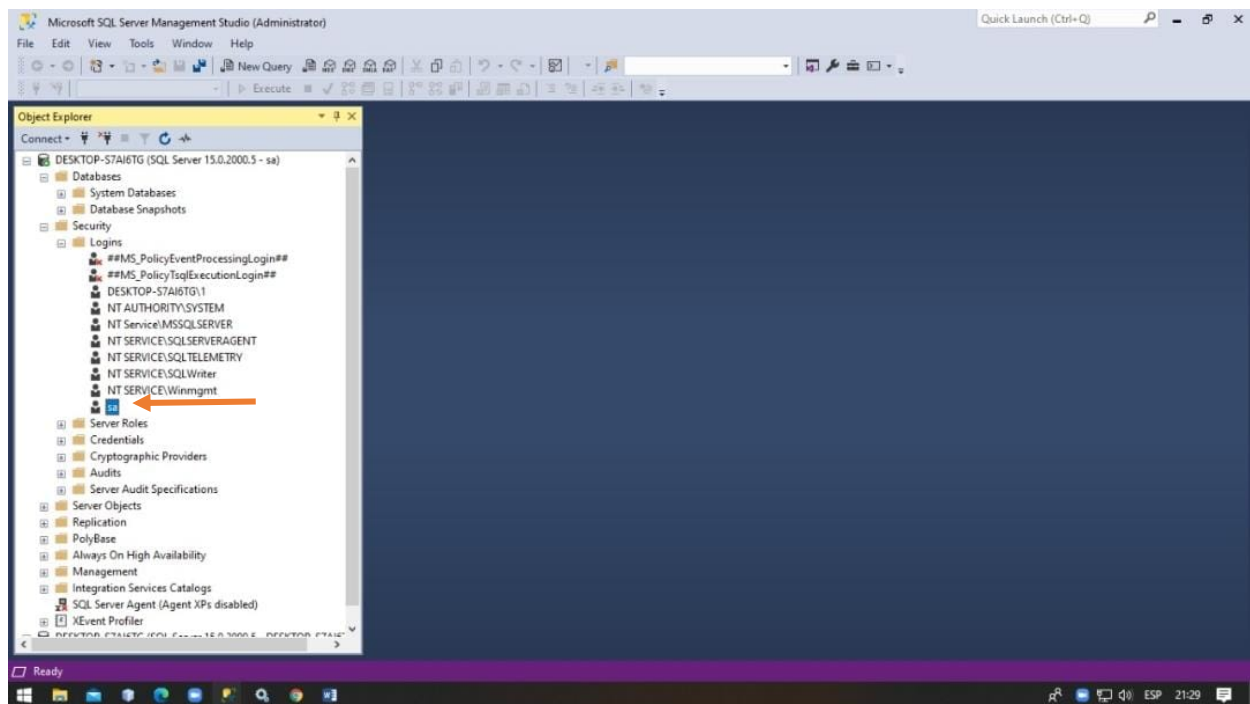 Microsoft SQL Server Management Studio (Administrator)
Quick Launch (Ctrl+Q)
File Edit View Tools Window Help
New Query
Execute
Object Explorer
Connect
DESKTOP-S7AI6TG (SQL Server 15.0.2000.5 - sa)
Databases
System Databases
Database Snapshots
Security
Logins
##MS_PolicyEventProcessingLogin##
##MS_PolicyTsqlExecutionLogin##
DESKTOP-S7AI6TG\1
NT AUTHORITY\SYSTEM
NT Service\MSSQLSERVER
NT SERVICE\SQLSERVERAGENT
NT SERVICE\SQLTELEMETRY
NT SERVICE\SQLWriter
NT SERVICE\Winmgmt
sa
Server Roles
Credentials
Cryptographic Providers
Audits
Server Audit Specifications
Server Objects
Replication
PolyBase
Always On High Availability
Management
Integration Services Catalogs
SQL Server Agent (Agent XPs disabled)
XEvent Profiler
Ready
ESP 21:29